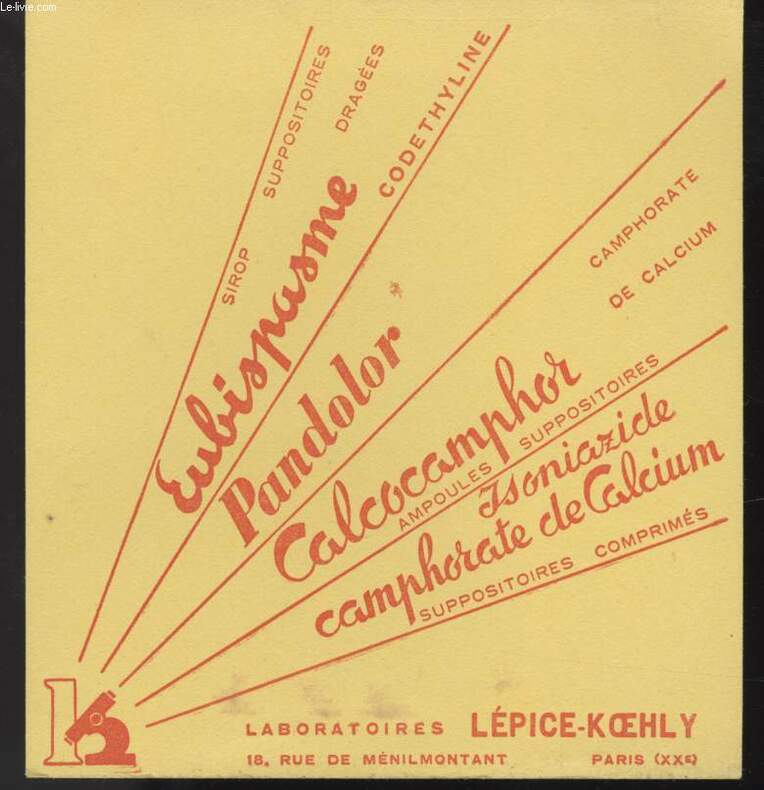 Le-livre.com
SIROP SUPPOSITOIRES DRAGÉES
Eubispasme
CODETHYLINE
Pandolor
CAMPHORATE
DE CALCIUM
Calcocamphor
AMPOULES SUPPOSITOIRES
Isoniazide
camphorate de Calcium
SUPPOSITOIRES COMPRIMÉS
LABORATOIRES LÉPICE-KŒHLY
18, RUE DE MÉNILMONTANT PARIS (XXE)